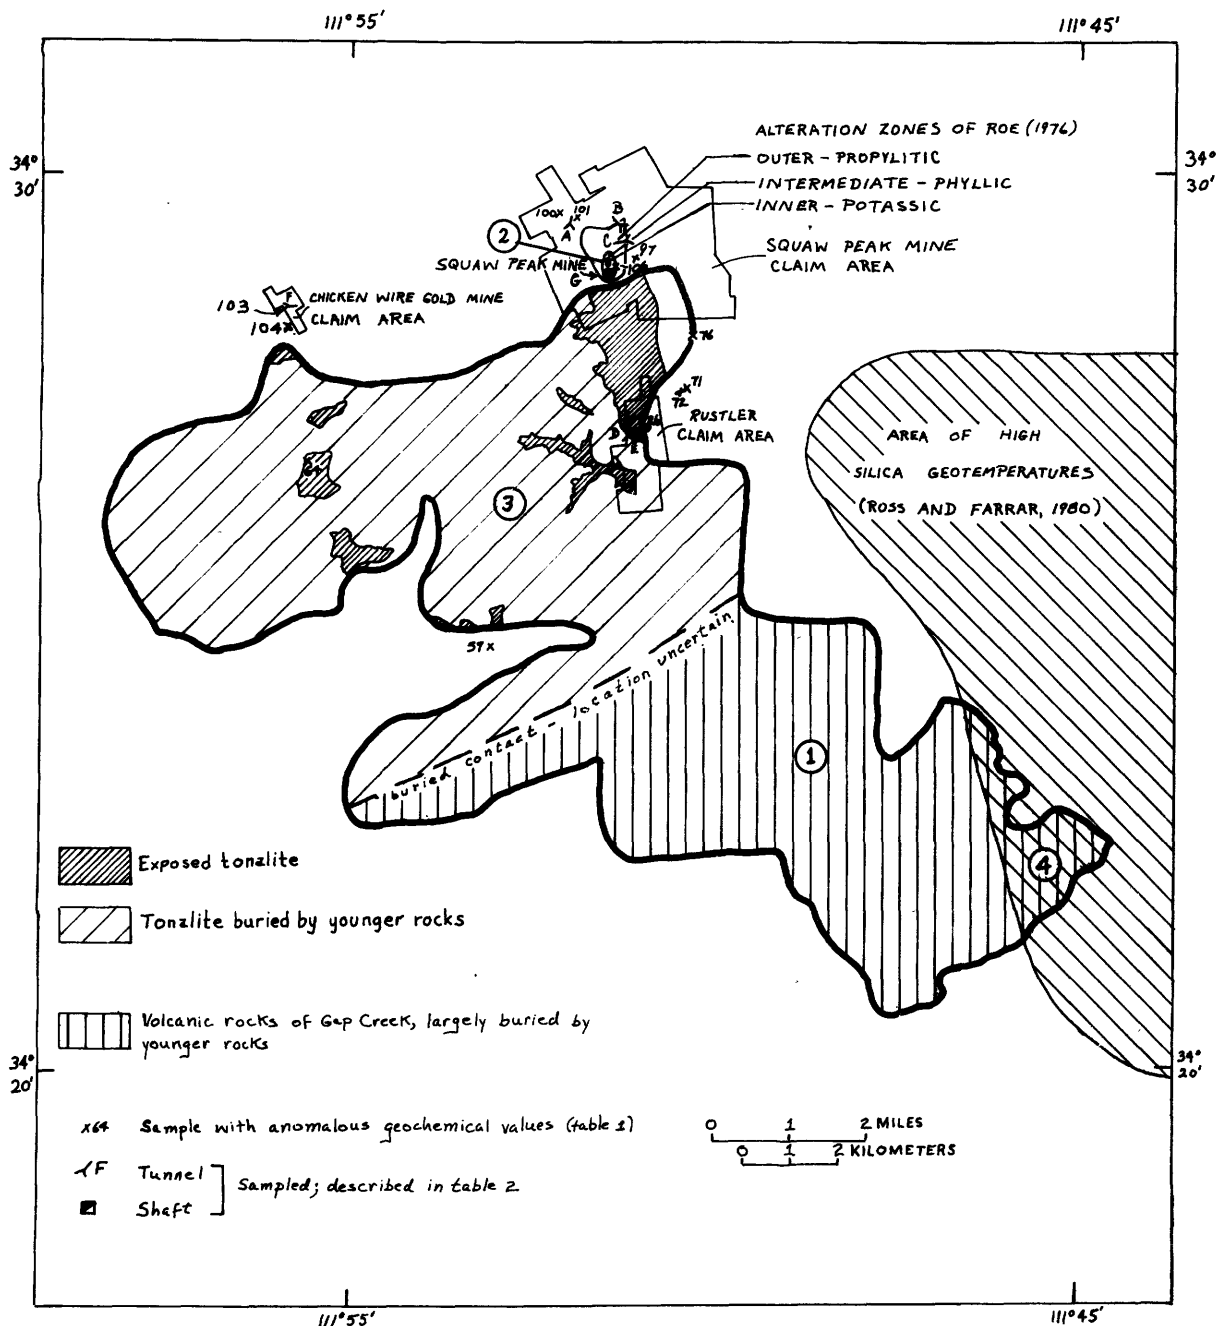 111° 55'
111° 45'
34°
30'
34°
30'
ALTERATION ZONES OF ROE (1976)
OUTER - PROPYLITIC
INTERMEDIATE - PHYLLIC
INNER - POTASSIC
100x
101
A
B
C
2
97
SQUAW PEAK MINE
G
SQUAW PEAK MINE
CLAIM AREA
103
F
104x
CHICKEN WIRE GOLD MINE
CLAIM AREA
76
71
72
RUSTLER
CLAIM AREA
D
E
AREA OF HIGH
SILICA GEOTEMPERATURES
(ROSS AND FARRAR, 1980)
64
3
57x
buried contact - location uncertain
1
4
Exposed tonalite
Tonalite buried by younger rocks
Volcanic rocks of Gap Creek, largely buried by
younger rocks
34°
20'
34°
20'
x64 Sample with anomalous geochemical values (table 1)
F Tunnel
Shaft
Sampled; described in table 2
0 1 2 MILES
0 1 2 KILOMETERS
111° 55'
111° 45'